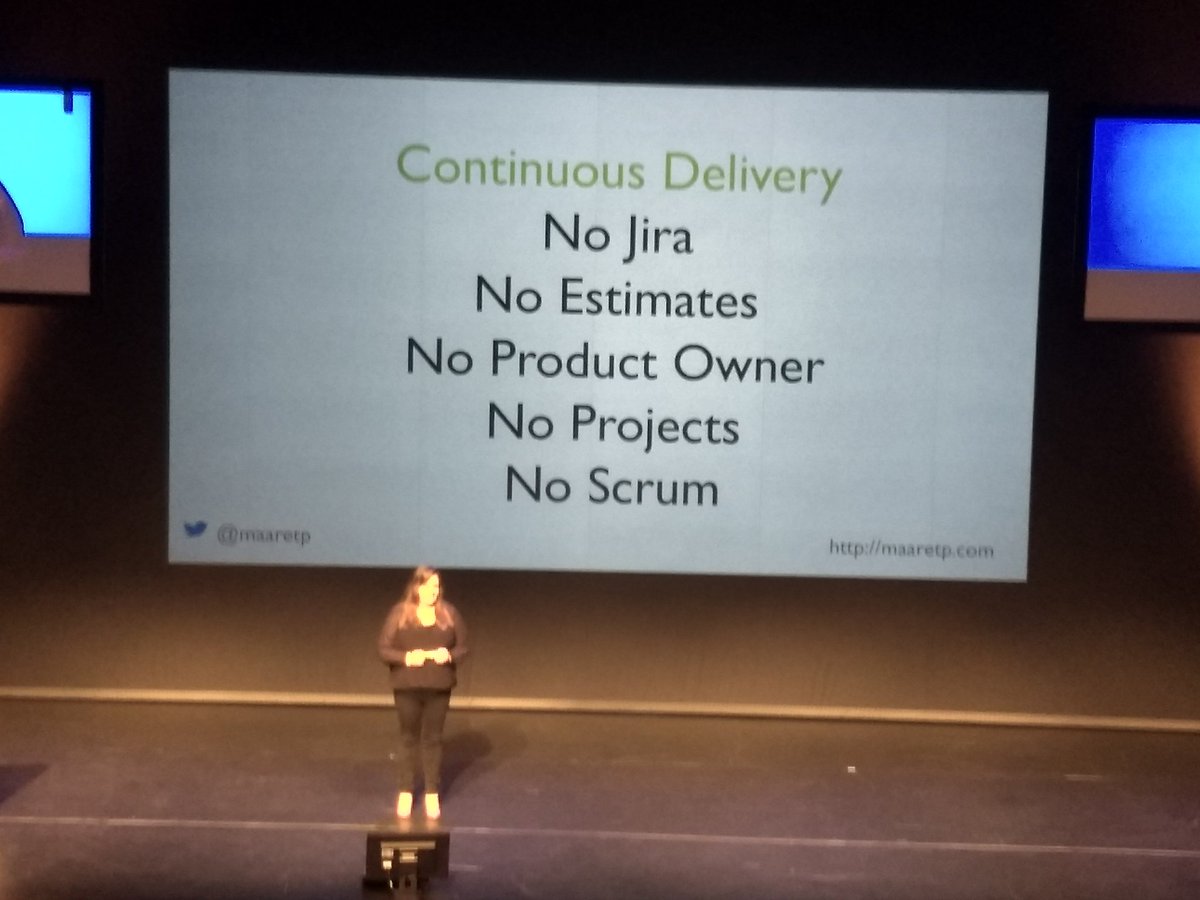 Continuous Delivery
No Jira
No Estimates
No Product Owner
No Projects
No Scrum
@maaretp
http://maaretp.com